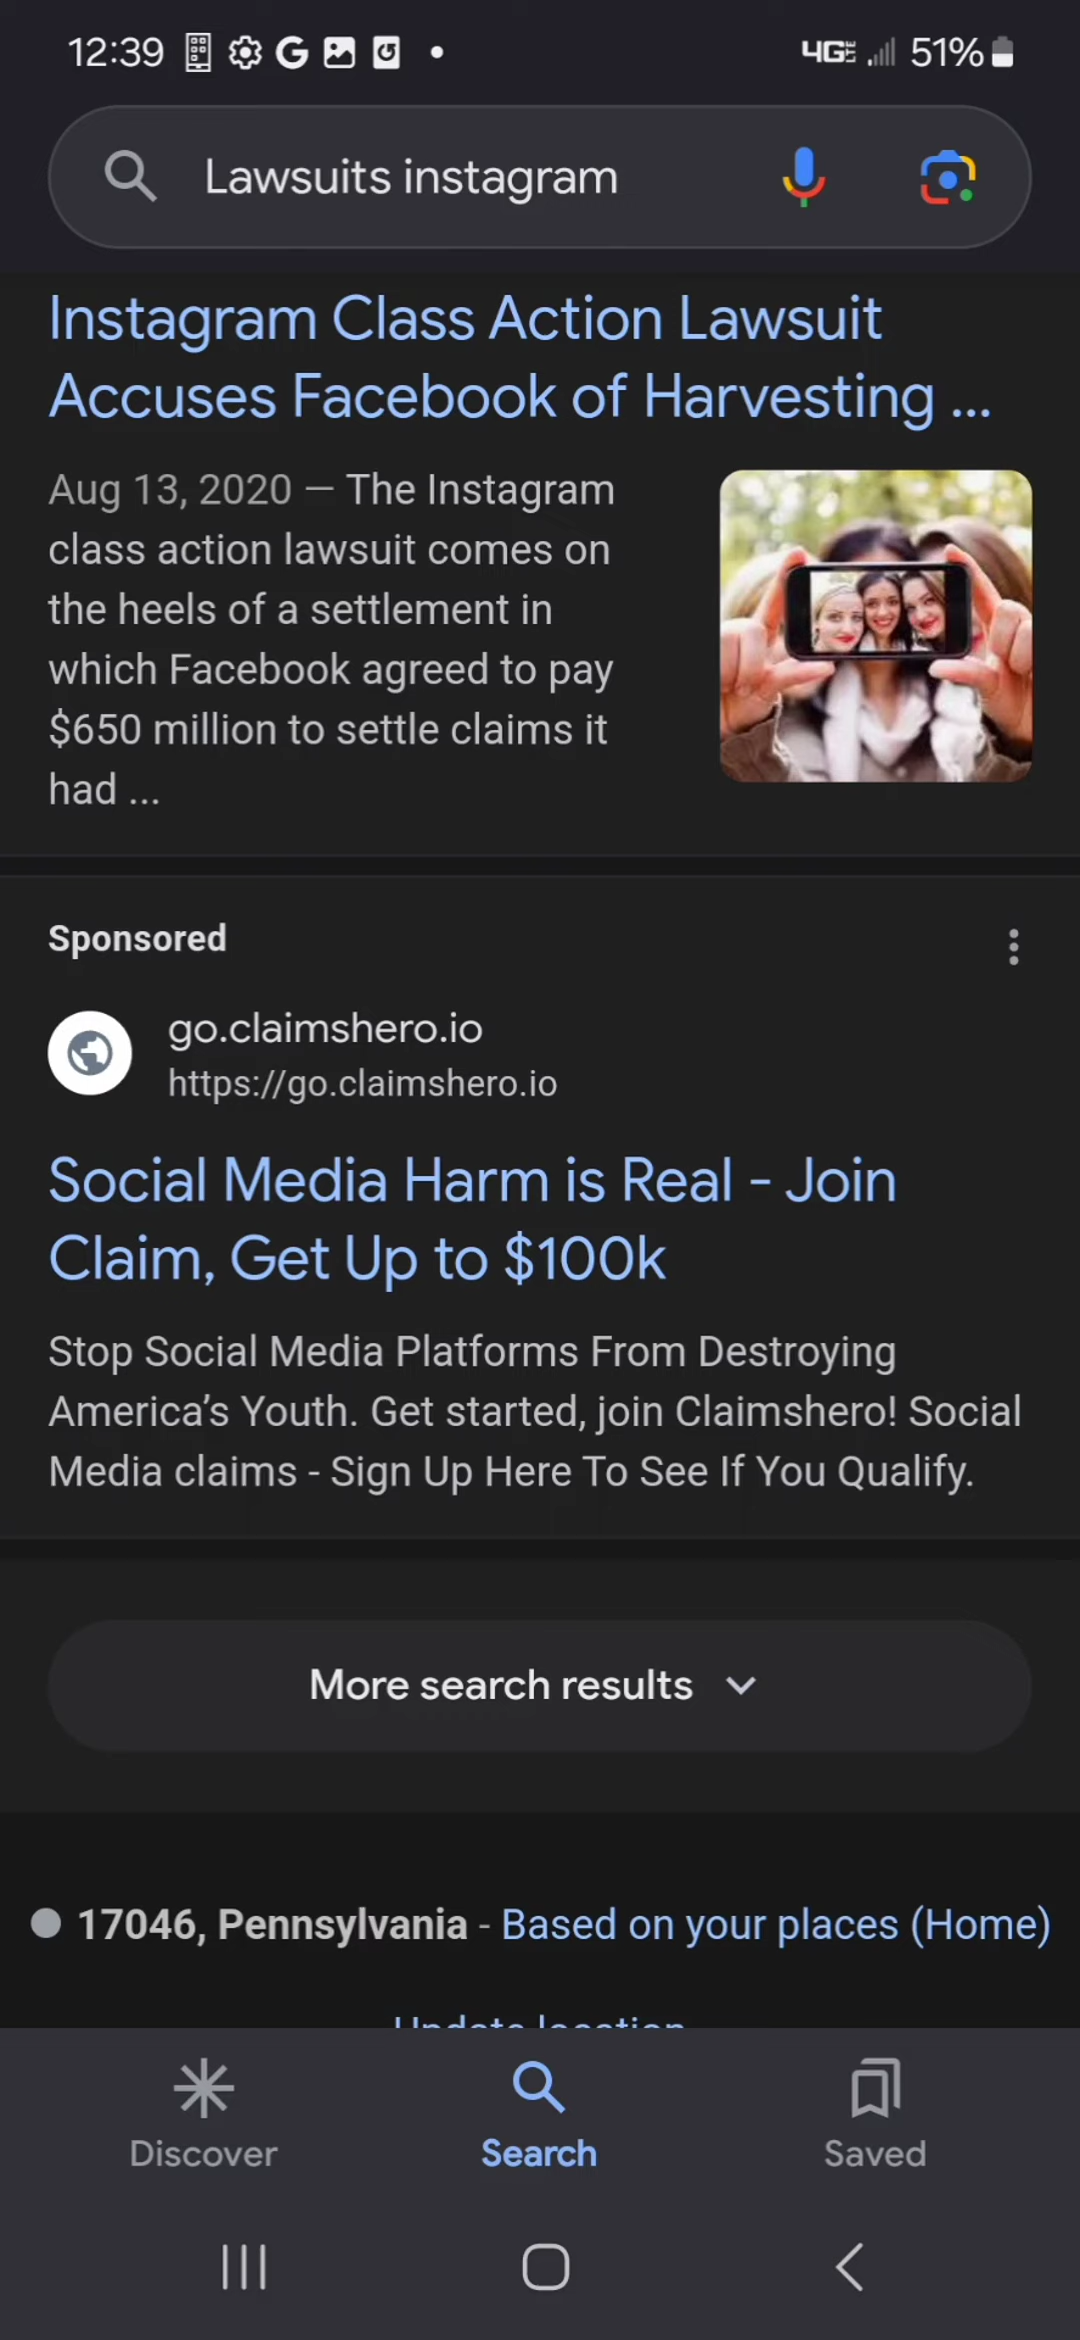 12:39 G 4G LTE 51%
Lawsuits instagram
Instagram Class Action Lawsuit
Accuses Facebook of Harvesting ...
Aug 13, 2020 — The Instagram
class action lawsuit comes on
the heels of a settlement in
which Facebook agreed to pay
$650 million to settle claims it
had ...
Sponsored
go.claimshero.io
https://go.claimshero.io
Social Media Harm is Real - Join
Claim, Get Up to $100k
Stop Social Media Platforms From Destroying
America’s Youth. Get started, join Claimshero! Social
Media claims - Sign Up Here To See If You Qualify.
More search results
17046, Pennsylvania - Based on your places (Home)
Update location
Discover
Search
Saved